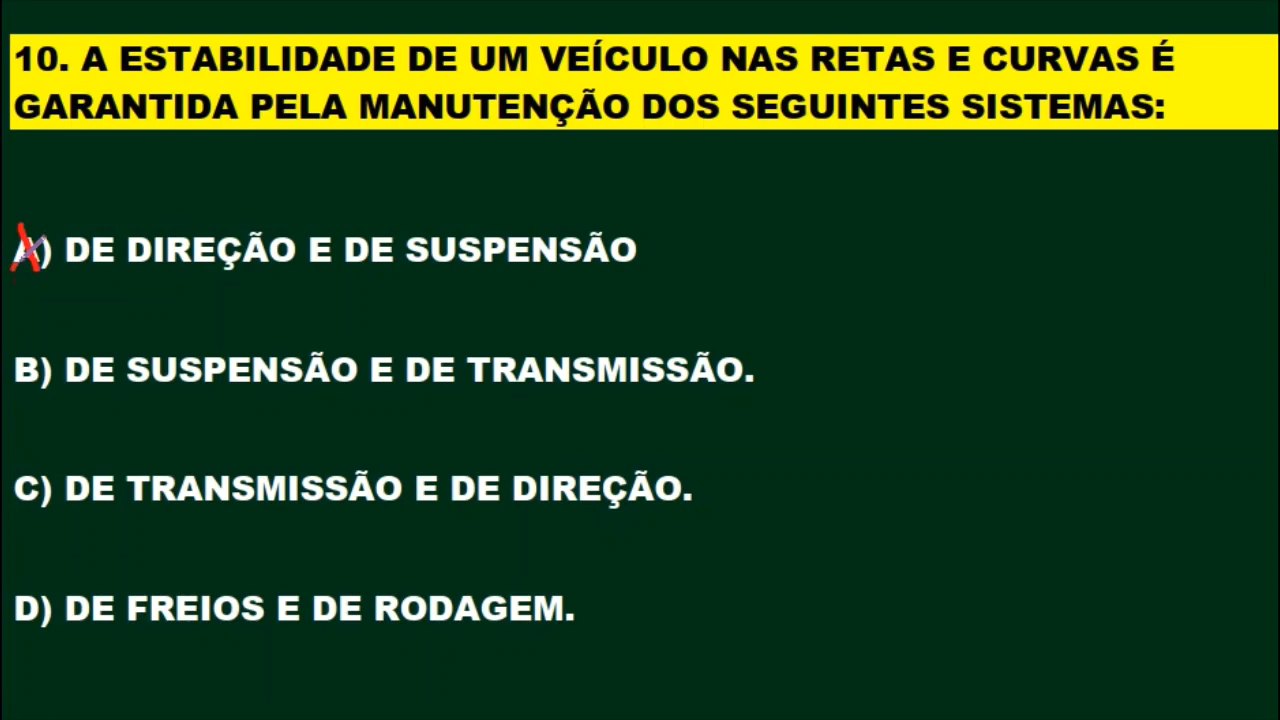 10. A ESTABILIDADE DE UM VEÍCULO NAS RETAS E CURVAS É
GARANTIDA PELA MANUTENÇÃO DOS SEGUINTES SISTEMAS:
A) DE DIREÇÃO E DE SUSPENSÃO
B) DE SUSPENSÃO E DE TRANSMISSÃO.
C) DE TRANSMISSÃO E DE DIREÇÃO.
D) DE FREIOS E DE RODAGEM.